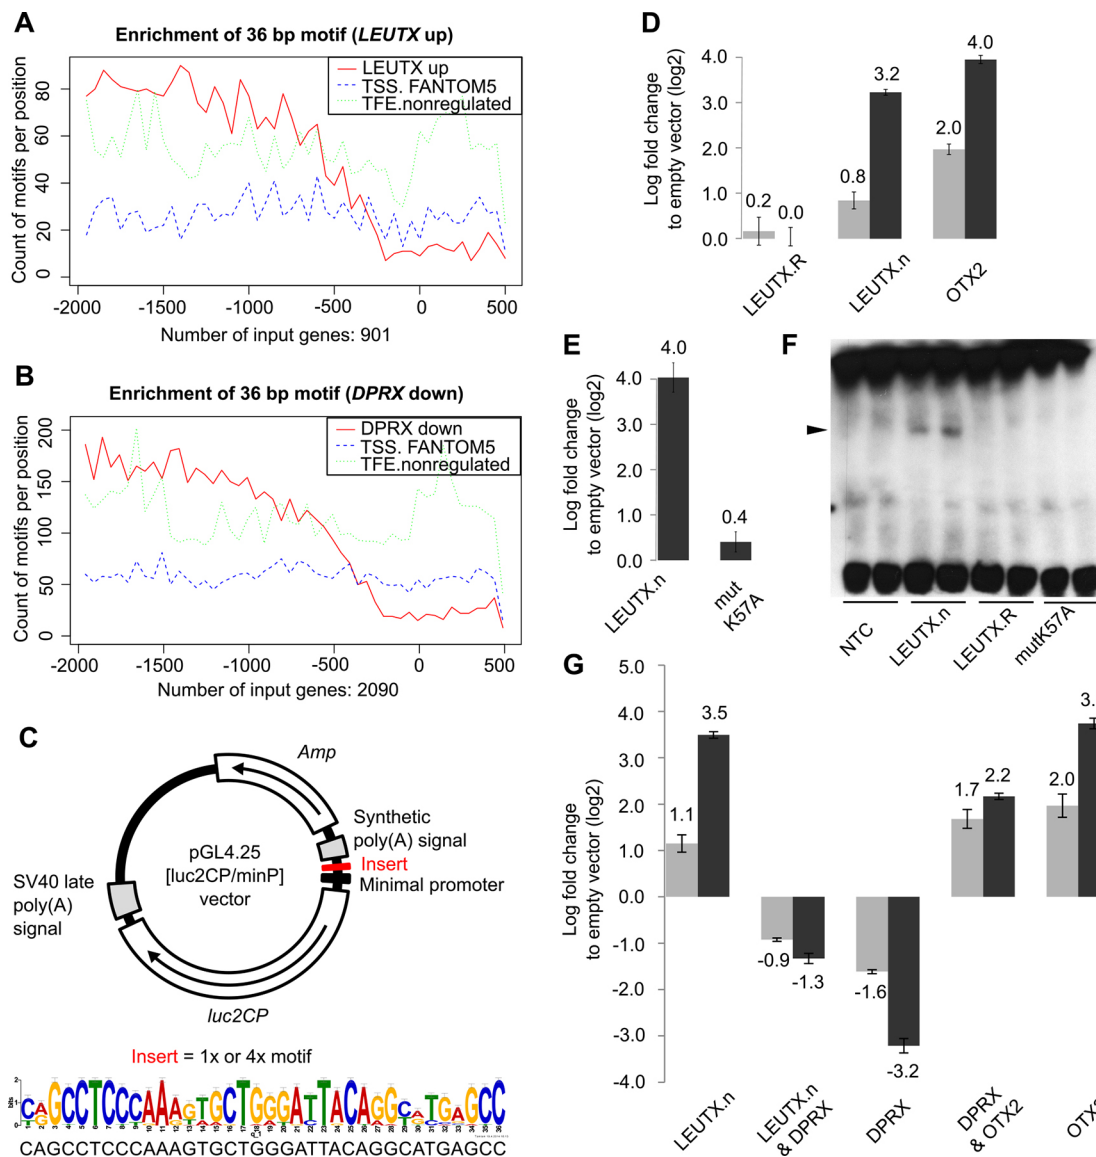 A
Enrichment of 36 bp motif (LEUTX up)
LEUTX up
TSS. FANTOM5
TFE.nonregulated
Count of motifs per position
80
60
40
20
0
-2000 -1500 -1000 -500 0 500
Number of input genes: 901
B
Enrichment of 36 bp motif (DPRX down)
DPRX down
TSS. FANTOM5
TFE.nonregulated
Count of motifs per position
200
150
100
50
0
-2000 -1500 -1000 -500 0 500
Number of input genes: 2090
C
Amp
Synthetic
poly(A) signal
Insert
Minimal promoter
pGL4.25
[luc2CP/minP]
vector
SV40 late
poly(A)
signal
luc2CP
Insert = 1x or 4x motif
bits
2
1
0
CAGCCTCCCAAAGTGCTGGGATTACAGGCATGAGCC
D
Log fold change
to empty vector (log2)
4.0
3.0
2.0
1.0
0.0
0.2
0.0
0.8
3.2
2.0
4.0
LEUTX.R
LEUTX.n
OTX2
E
Log fold change
to empty vector (log2)
4.0
3.0
2.0
1.0
0.0
4.0
0.4
LEUTX.n
mut
K57A
F
NTC
LEUTX.n
LEUTX.R
mutK57A
G
Log fold change
to empty vector (log2)
5.0
4.0
3.0
2.0
1.0
0.0
-1.0
-2.0
-3.0
-4.0
1.1
3.5
-0.9
-1.3
-1.6
-3.2
1.7
2.2
2.0
3.
LEUTX.n
LEUTX.n
& DPRX
DPRX
DPRX
& OTX2